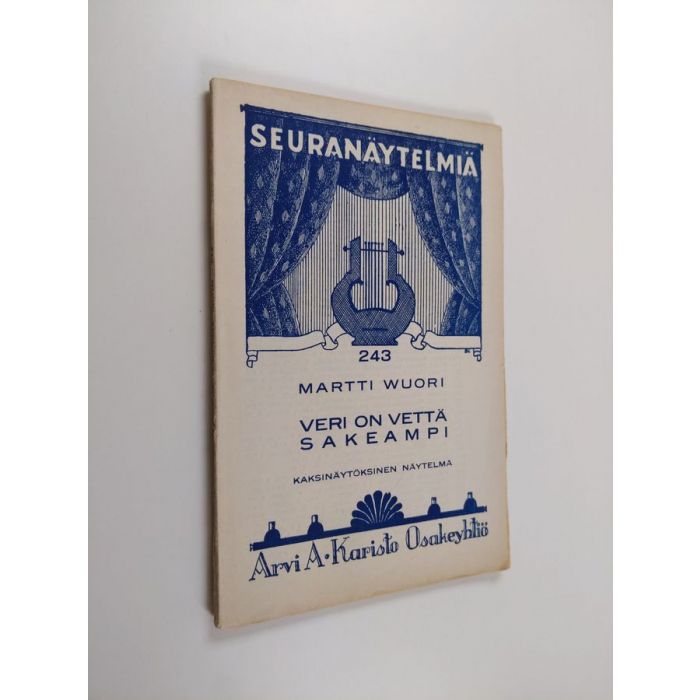 SEURANÄYTELMIÄ
243
MARTTI WUORI
VERI ON VETTÄ
SAKEAMPI
KAKSINÄYTÖKSINEN NÄYTELMÄ
Arvi A. Karisto Osakeyhtiö